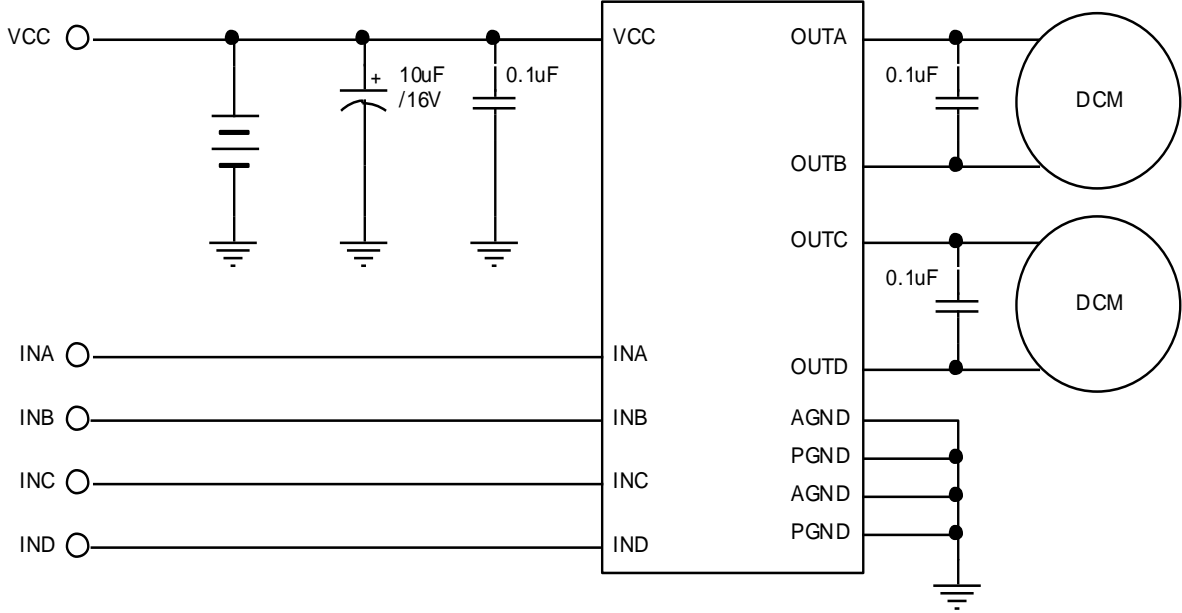 VCC
+ 10uF
/16V
0.1uF
VCC
OUTA
0.1uF
DCM
OUTB
OUTC
0.1uF
DCM
INA
INA
OUTD
INB
INB
AGND
PGND
INC
INC
AGND
PGND
IND
IND